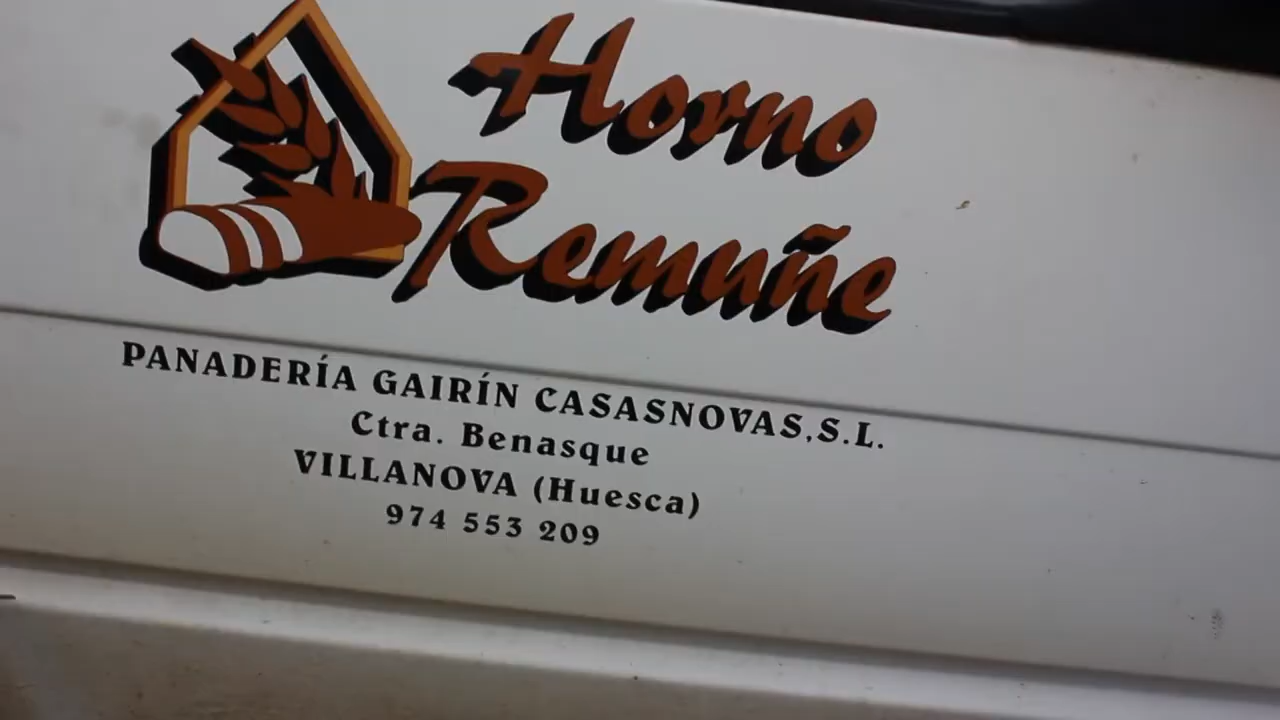 Horno
Remuñe
PANADERÍA GAIRÍN CASASNOVAS,S.L.
Ctra. Benasque
VILLANOVA (Huesca)
974 553 209